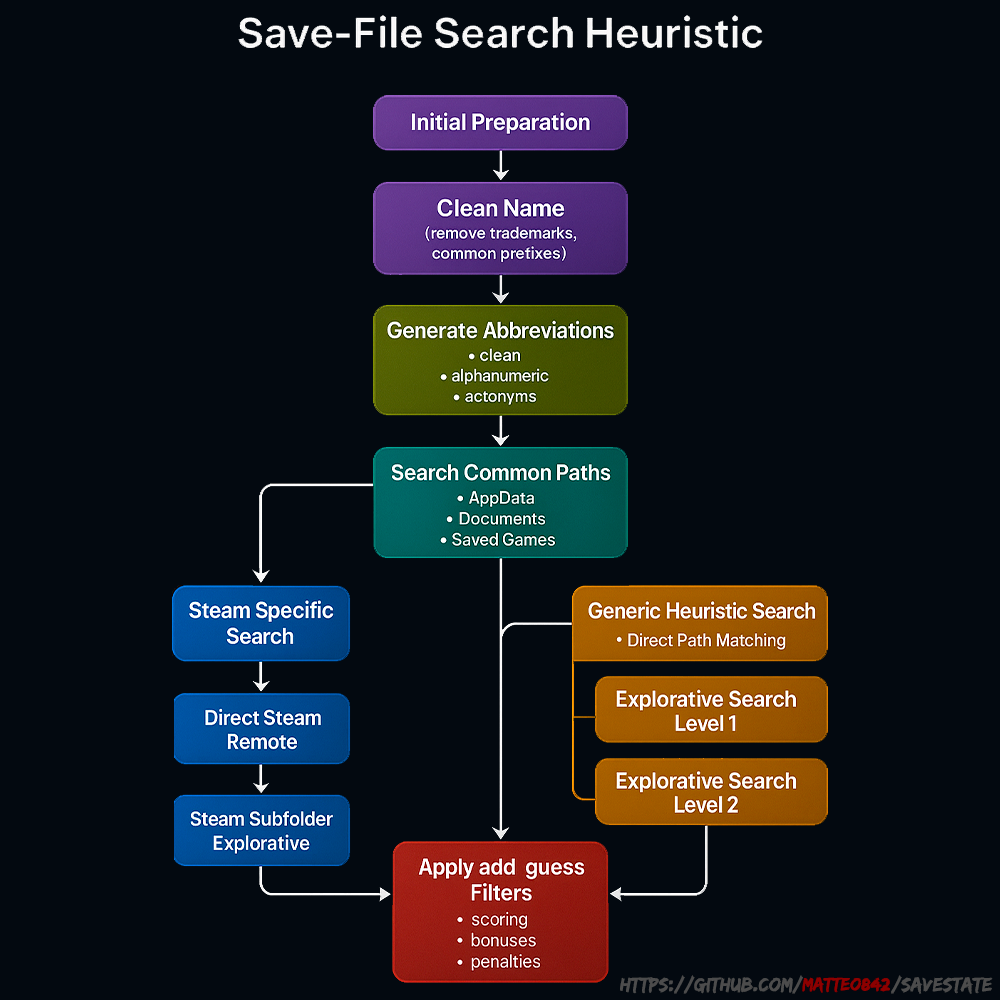 Save-File Search Heuristic
Initial Preparation
Clean Name
(remove trademarks,
common prefixes)
Generate Abbreviations
• clean
• alphanumeric
• actonyms
Search Common Paths
• AppData
• Documents
• Saved Games
Steam Specific
Search
Direct Steam
Remote
Steam Subfolder
Explorative
Generic Heuristic Search
• Direct Path Matching
Explorative Search
Level 1
Explorative Search
Level 2
Apply add guess
Filters
• scoring
• bonuses
• penalties
HTTPS://GITHUB.COM/MATTEO842/SAVESTATE